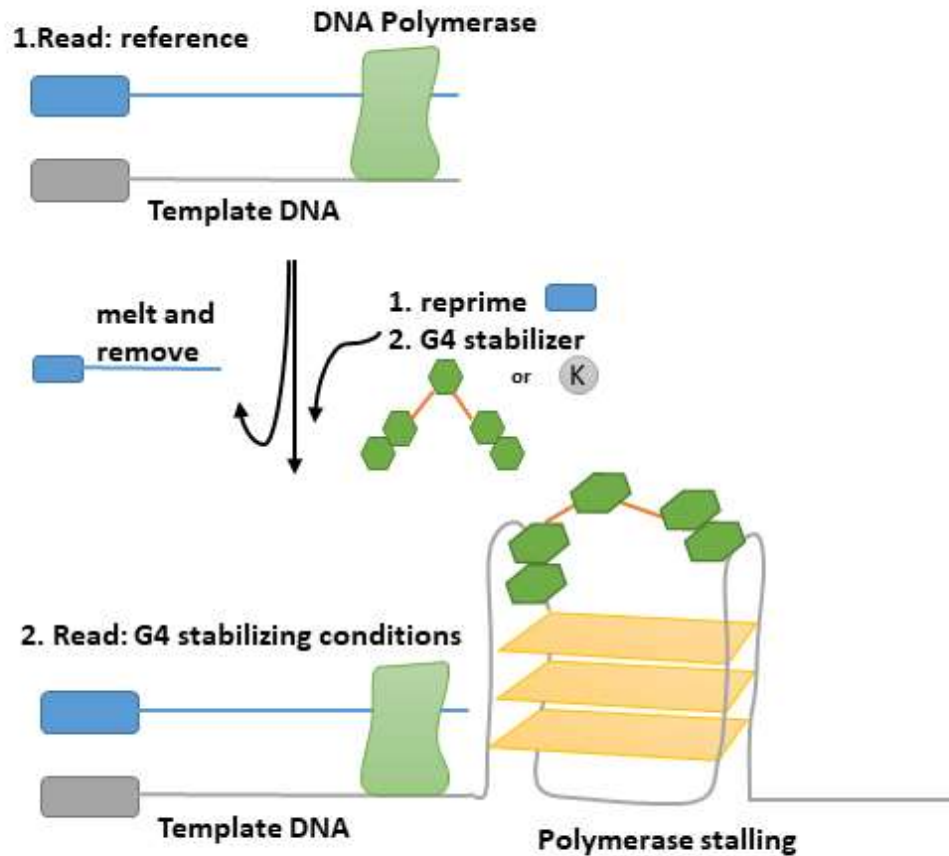 DNA Polymerase
1.Read: reference
Template DNA
melt and
remove
1. reprime
2. G4 stabilizer
or K
2. Read: G4 stabilizing conditions
Template DNA
Polymerase stalling